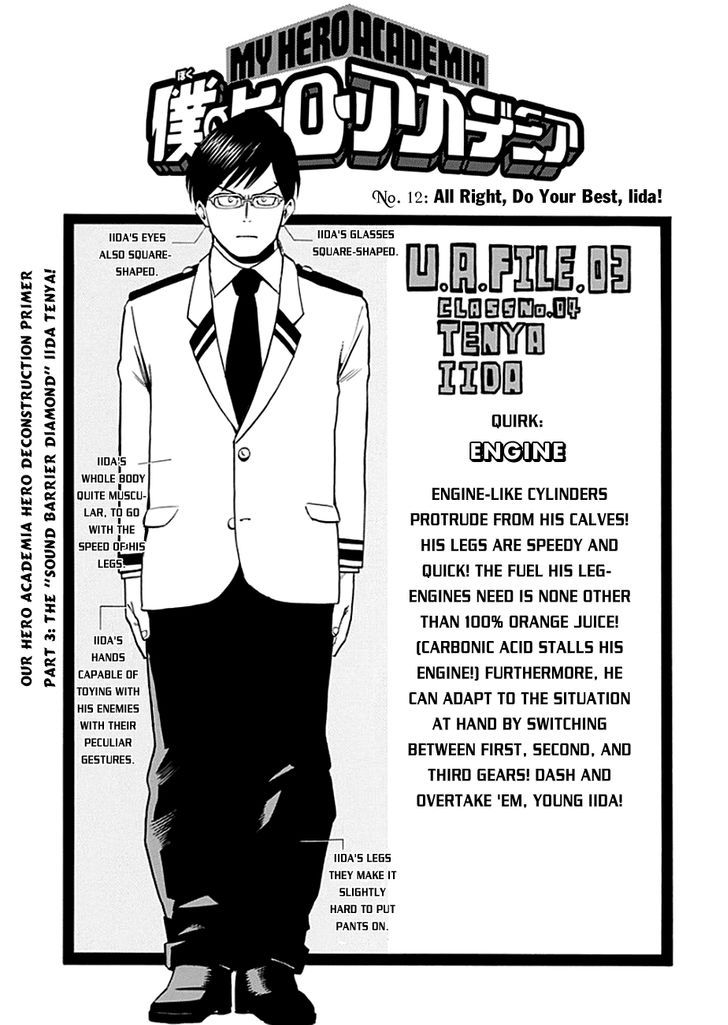 MY HERO ACADEMIA
ぼく
僕のヒーローアカデミア
No. 12: All Right, Do Your Best, Iida!
IIDA'S EYES
ALSO SQUARE-
SHAPED.
IIDA'S GLASSES
SQUARE-SHAPED.
U.A.FILE.03
CLASS No.04
TENYA
IIDA
QUIRK:
ENGINE
ENGINE-LIKE CYLINDERS
PROTRUDE FROM HIS CALVES!
HIS LEGS ARE SPEEDY AND
QUICK! THE FUEL HIS LEG-
ENGINES NEED IS NONE OTHER
THAN 100% ORANGE JUICE!
(CARBONIC ACID STALLS HIS
ENGINE!) FURTHERMORE, HE
CAN ADAPT TO THE SITUATION
AT HAND BY SWITCHING
BETWEEN FIRST, SECOND, AND
THIRD GEARS! DASH AND
OVERTAKE 'EM, YOUNG IIDA!
IIDA'S
WHOLE BODY
QUITE MUSCU-
LAR, TO GO
WITH THE
SPEED OF HIS
LEGS.
IIDA'S
HANDS
CAPABLE OF
TOYING WITH
HIS ENEMIES
WITH THEIR
PECULIAR
GESTURES.
IIDA'S LEGS
THEY MAKE IT
SLIGHTLY
HARD TO PUT
PANTS ON.
OUR HERO ACADEMIA HERO DECONSTRUCTION PRIMER
PART 3: THE "SOUND BARRIER DIAMOND" IIDA TENYA!